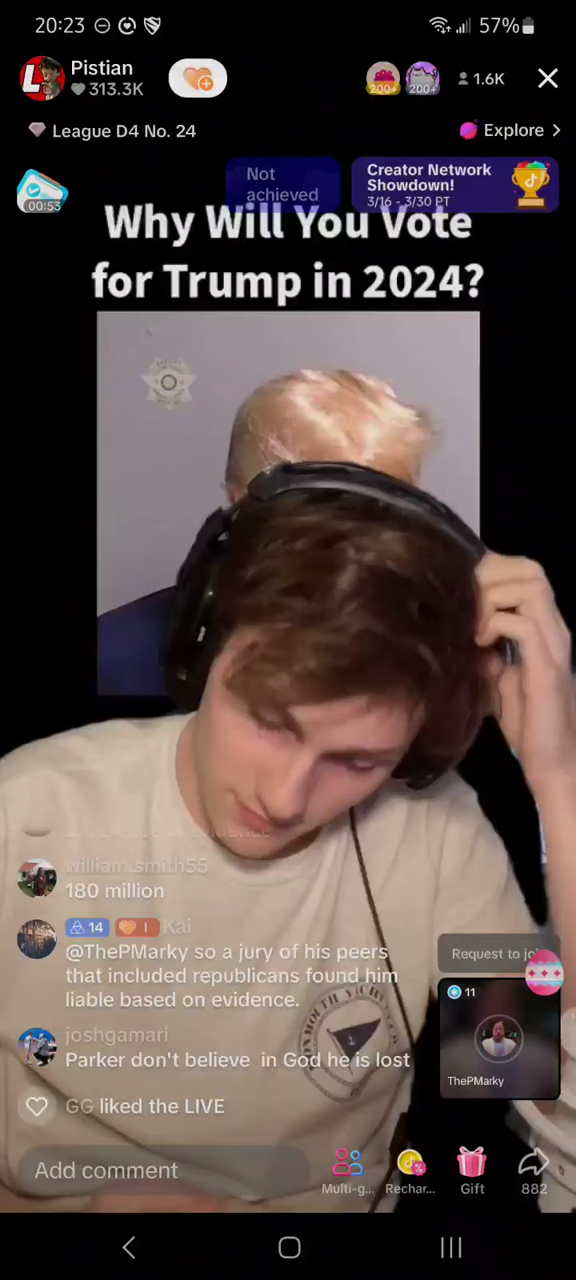 20:23
57%
Pistian
313.3K
200+
200+
1.6K
League D4 No. 24
Explore >
00:53
Not
achieved
Creator Network
Showdown!
3/16 - 3/30 PT
Why Will You Vote
for Trump in 2024?
william.smith55
180 million
14
I
Kai
@ThePMarky so a jury of his peers
that included republicans found him
liable based on evidence.
joshgamari
Parker don't believe in God he is lost
GG liked the LIVE
Request to joi
11
ThePMarky
Add comment
Multi-g...
Rechar...
Gift
882